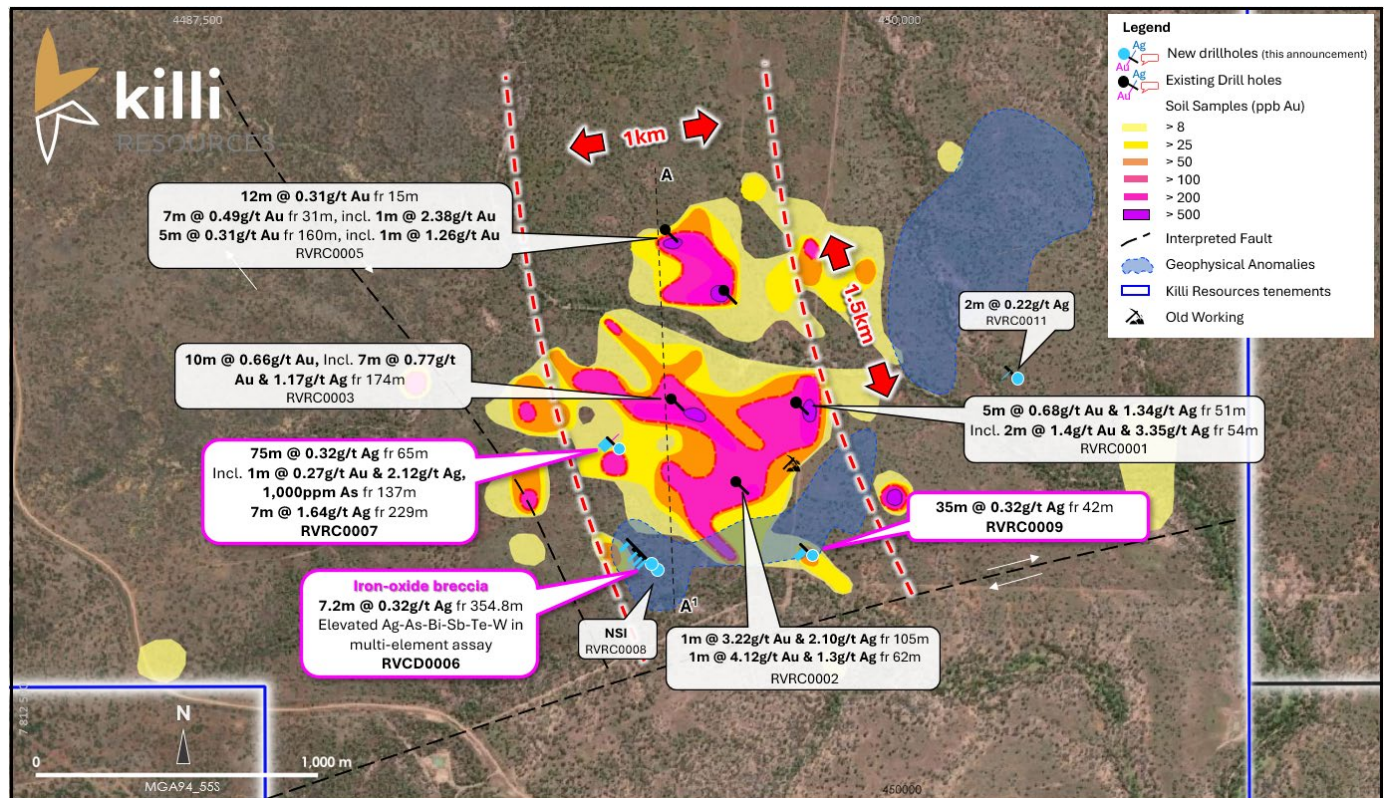 4487,500
450,000
killi
RESOURCES
1km
A
1.5km
Legend
Ag
Au
New drillholes (this announcement)
Ag
Au
Existing Drill holes
Soil Samples (ppb Au)
> 8
> 25
> 50
> 100
> 200
> 500
Interpreted Fault
Geophysical Anomalies
Killi Resources tenements
Old Working
12m @ 0.31g/t Au fr 15m
7m @ 0.49g/t Au fr 31m, incl. 1m @ 2.38g/t Au
5m @ 0.31g/t Au fr 160m, incl. 1m @ 1.26g/t Au
RVRC0005
2m @ 0.22g/t Ag
RVRC0011
10m @ 0.66g/t Au, Incl. 7m @ 0.77g/t
Au & 1.17g/t Ag fr 174m
RVRC0003
5m @ 0.68g/t Au & 1.34g/t Ag fr 51m
Incl. 2m @ 1.4g/t Au & 3.35g/t Ag fr 54m
RVRC0001
75m @ 0.32g/t Ag fr 65m
Incl. 1m @ 0.27g/t Au & 2.12g/t Ag,
1,000ppm As fr 137m
7m @ 1.64g/t Ag fr 229m
RVRC0007
35m @ 0.32g/t Ag fr 42m
RVRC0009
Iron-oxide breccia
7.2m @ 0.32g/t Ag fr 354.8m
Elevated Ag-As-Bi-Sb-Te-W in
multi-element assay
RVCD0006
A1
NSI
RVRC0008
1m @ 3.22g/t Au & 2.10g/t Ag fr 105m
1m @ 4.12g/t Au & 1.3g/t Ag fr 62m
RVRC0002
N
0
1,000 m
MGA94_55S
450000